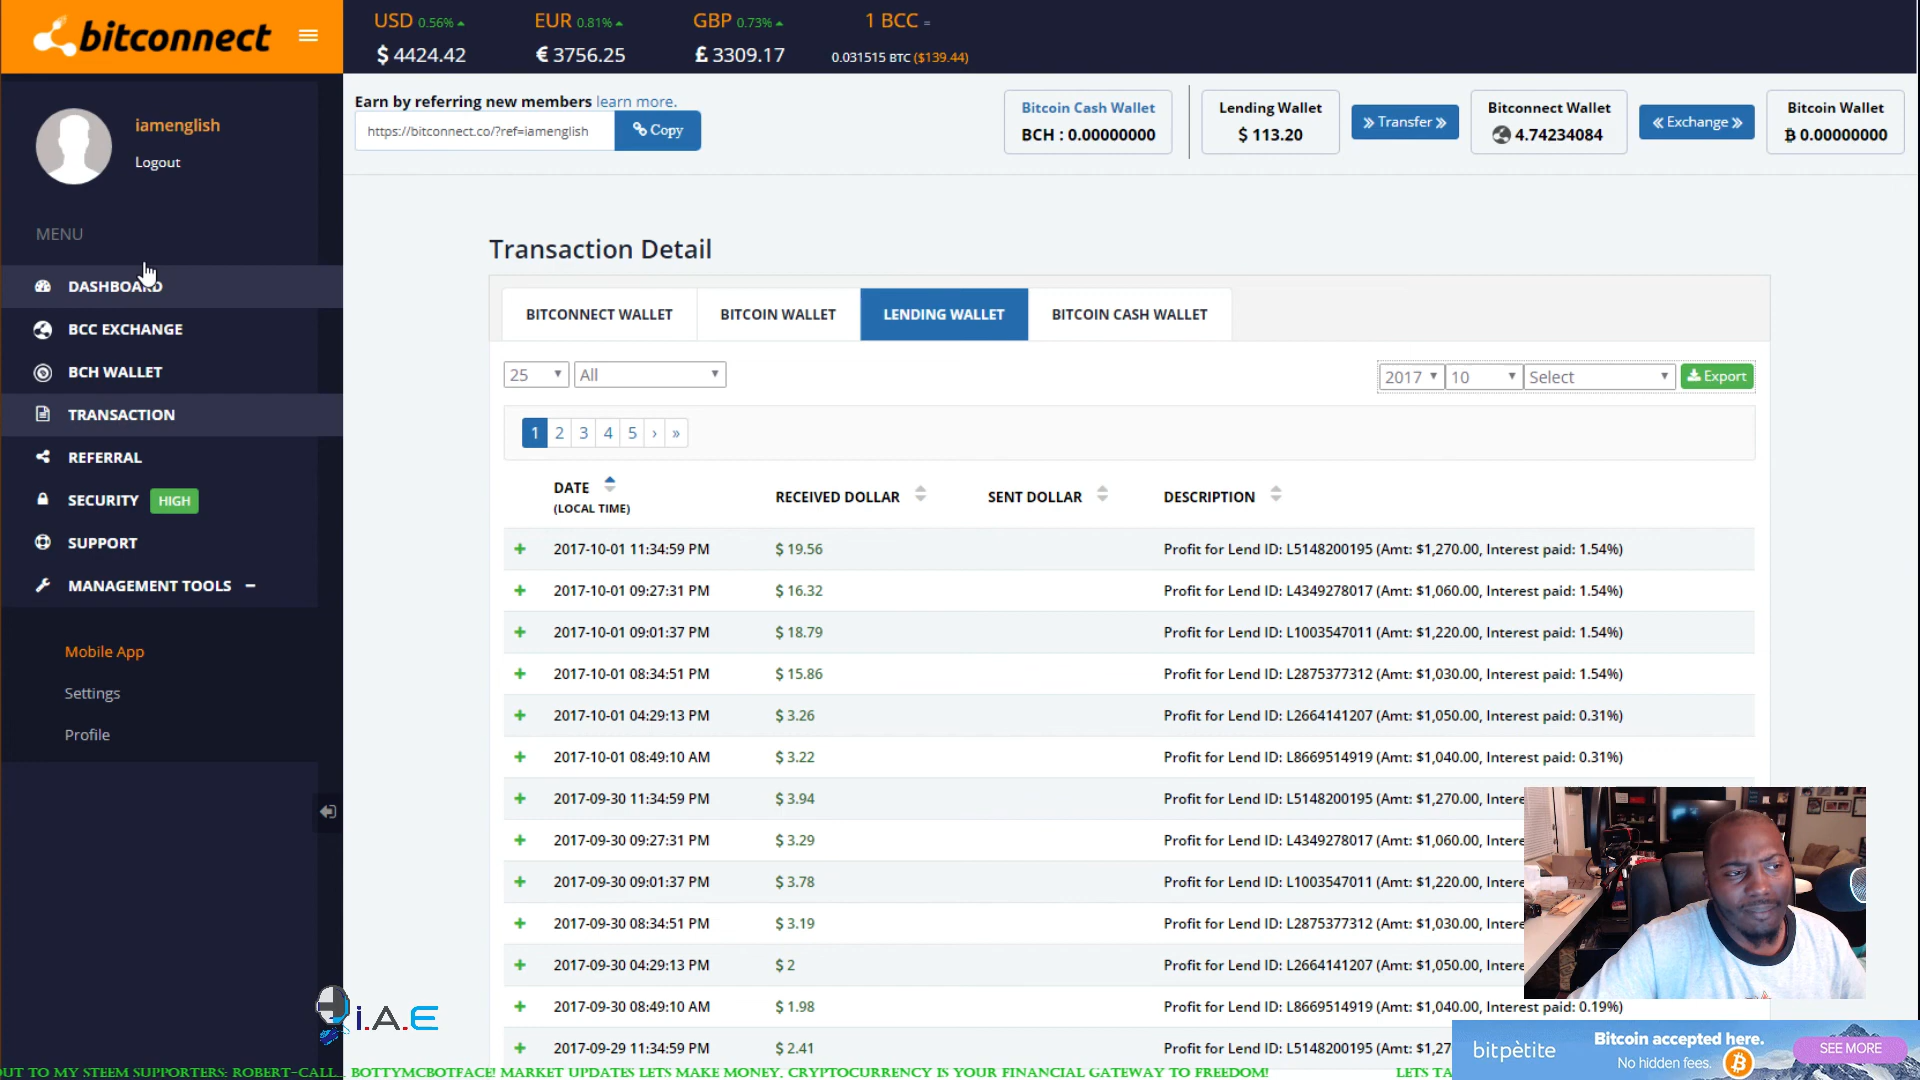 bitconnect
USD 0.56%
$ 4424.42
EUR 0.81%
€ 3756.25
GBP 0.73%
£ 3309.17
1 BCC =
0.031515 BTC ($139.44)
iamenglish
Logout
MENU
DASHBOARD
BCC EXCHANGE
BCH WALLET
TRANSACTION
REFERRAL
SECURITY HIGH
SUPPORT
MANAGEMENT TOOLS
Mobile App
Settings
Profile
Earn by referring new members learn more.
https://bitconnect.co/?ref=iamenglish Copy
Bitcoin Cash Wallet
BCH : 0.00000000
Lending Wallet
$ 113.20
Transfer
Bitconnect Wallet
4.74234084
Exchange
Bitcoin Wallet
0.00000000
Transaction Detail
BITCONNECT WALLET BITCOIN WALLET LENDING WALLET BITCOIN CASH WALLET
25 All 2017 10 Select Export
1 2 3 4 5 › »
DATE (LOCAL TIME) RECEIVED DOLLAR SENT DOLLAR DESCRIPTION
+ 2017-10-01 11:34:59 PM $ 19.56 Profit for Lend ID: L5148200195 (Amt: $1,270.00, Interest paid: 1.54%)
+ 2017-10-01 09:27:31 PM $ 16.32 Profit for Lend ID: L4349278017 (Amt: $1,060.00, Interest paid: 1.54%)
+ 2017-10-01 09:01:37 PM $ 18.79 Profit for Lend ID: L1003547011 (Amt: $1,220.00, Interest paid: 1.54%)
+ 2017-10-01 08:34:51 PM $ 15.86 Profit for Lend ID: L2875377312 (Amt: $1,030.00, Interest paid: 1.54%)
+ 2017-10-01 04:29:13 PM $ 3.26 Profit for Lend ID: L2664141207 (Amt: $1,050.00, Interest paid: 0.31%)
+ 2017-10-01 08:49:10 AM $ 3.22 Profit for Lend ID: L8669514919 (Amt: $1,040.00, Interest paid: 0.31%)
+ 2017-09-30 11:34:59 PM $ 3.94 Profit for Lend ID: L5148200195 (Amt: $1,270.00, Intere
+ 2017-09-30 09:27:31 PM $ 3.29 Profit for Lend ID: L4349278017 (Amt: $1,060.00, Intere
+ 2017-09-30 09:01:37 PM $ 3.78 Profit for Lend ID: L1003547011 (Amt: $1,220.00, Intere
+ 2017-09-30 08:34:51 PM $ 3.19 Profit for Lend ID: L2875377312 (Amt: $1,030.00, Intere
+ 2017-09-30 04:29:13 PM $ 2 Profit for Lend ID: L2664141207 (Amt: $1,050.00, Intere
+ 2017-09-30 08:49:10 AM $ 1.98 Profit for Lend ID: L8669514919 (Amt: $1,040.00, Interest paid: 0.19%)
+ 2017-09-29 11:34:59 PM $ 2.41 Profit for Lend ID: L5148200195 (Amt: $1,27
i.A.E
bitpètite
Bitcoin accepted here.
No hidden fees.
SEE MORE
OUT TO MY STEEM SUPPORTERS: ROBERT-CALL... BOTTYMCBOTFACE! MARKET UPDATES LETS MAKE MONEY, CRYPTOCURRENCY IS YOUR FINANCIAL GATEWAY TO FREEDOM! LETS TA